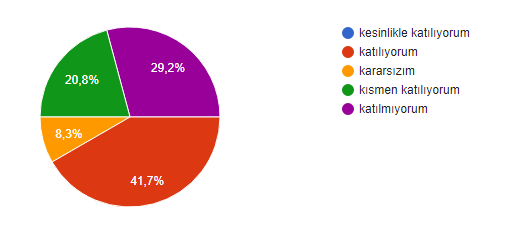 kesinlikle katılıyorum
katılıyorum
kararsızım
kısmen katılıyorum
katılmıyorum
29,2%
20,8%
8,3%
41,7%